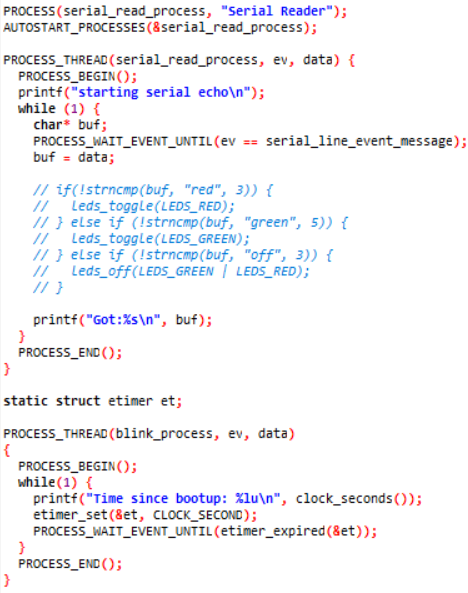 PROCESS(serial_read_process, "Serial Reader");
AUTOSTART_PROCESSES(&serial_read_process);

PROCESS_THREAD(serial_read_process, ev, data) {
  PROCESS_BEGIN();
  printf("starting serial echo\n");
  while (1) {
    char* buf;
    PROCESS_WAIT_EVENT_UNTIL(ev == serial_line_event_message);
    buf = data;

    // if(!strncmp(buf, "red", 3)) {
    //   leds_toggle(LEDS_RED);
    // } else if (!strncmp(buf, "green", 5)) {
    //   leds_toggle(LEDS_GREEN);
    // } else if (!strncmp(buf, "off", 3)) {
    //   leds_off(LEDS_GREEN | LEDS_RED);
    // }

    printf("Got:%s\n", buf);
  }
  PROCESS_END();
}

static struct etimer et;

PROCESS_THREAD(blink_process, ev, data)
{
  PROCESS_BEGIN();
  while(1) {
    printf("Time since bootup: %lu\n", clock_seconds());
    etimer_set(&et, CLOCK_SECOND);
    PROCESS_WAIT_EVENT_UNTIL(etimer_expired(&et));
  }
  PROCESS_END();
}